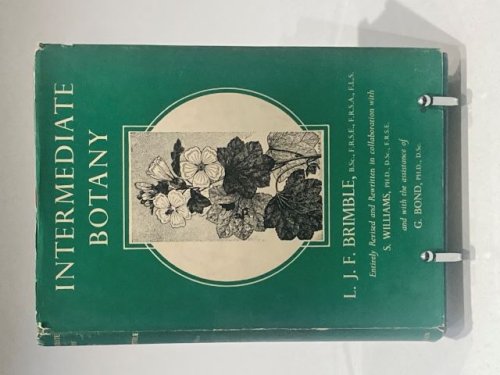 INTERMEDIATE
BOTANY
L. J. F. BRIMBLE, B.Sc., F.R.S.E., F.R.S.A., F.L.S.
Entirely Revised and Rewritten in collaboration with
S. WILLIAMS, PH.D., D.Sc., F.R.S.E.
and with the assistance of
G. BOND, PH.D., D.Sc.